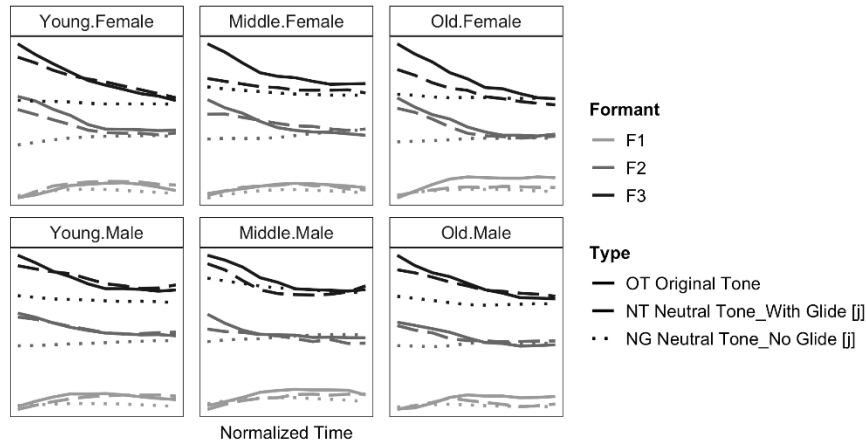 Young.Female
Middle.Female
Old.Female
Young.Male
Middle.Male
Old.Male
Normalized Time
Formant
F1
F2
F3
Type
OT Original Tone
NT Neutral Tone_With Glide [j]
NG Neutral Tone_No Glide [j]